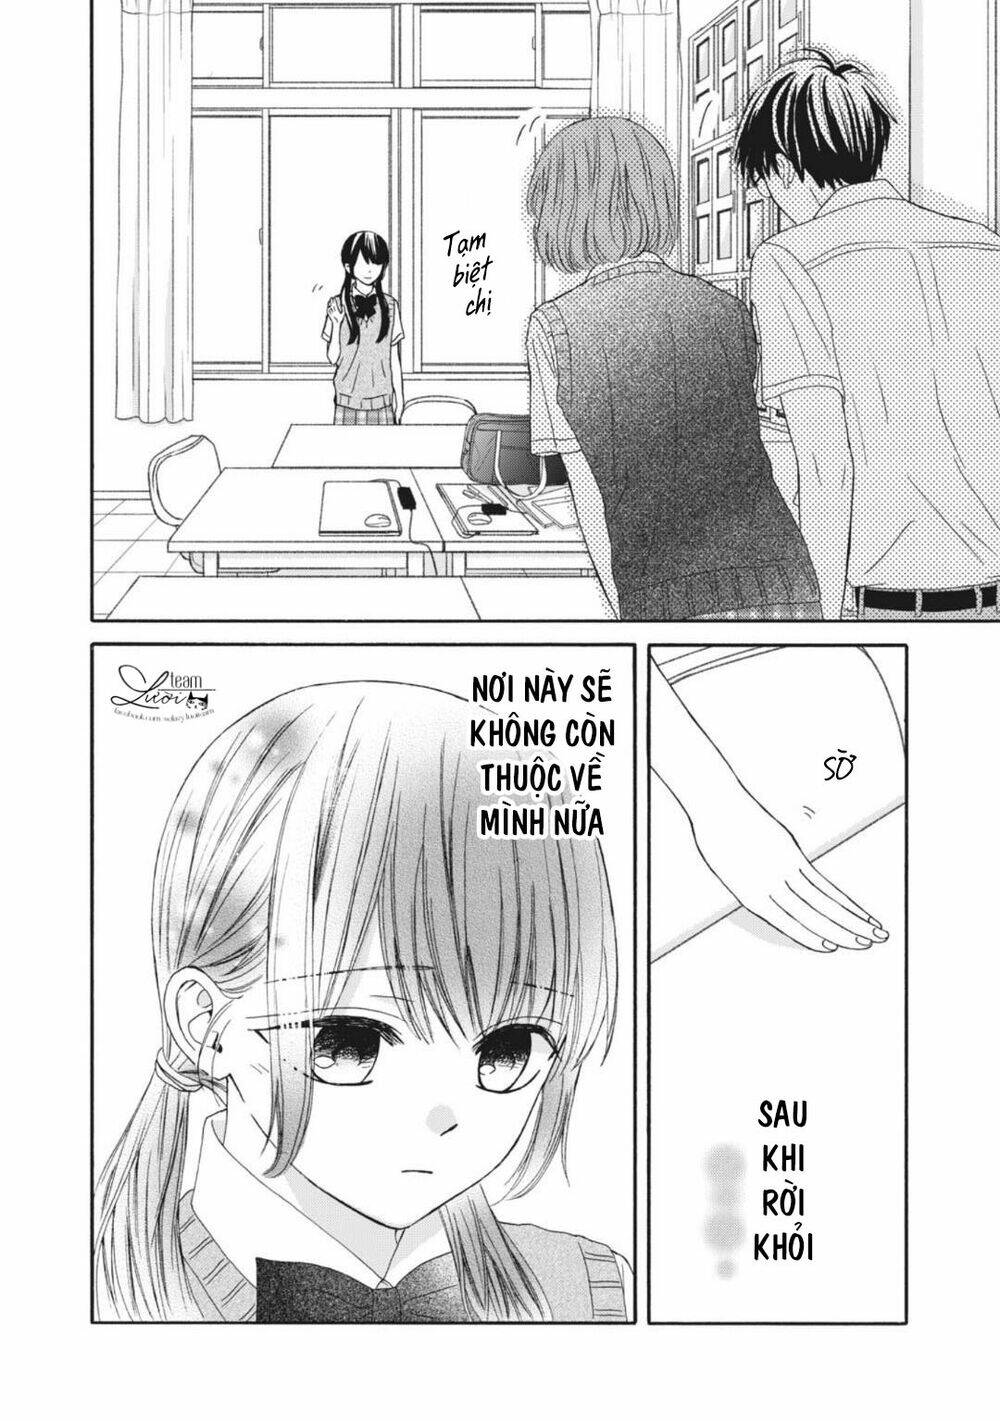 Tạm
biệt
chị
SỜ
SAU
KHI
RỜI
KHỎI
team
Lười
NƠI NÀY SẼ
KHÔNG CÒN
THUỘC VỀ
MÌNH NỮA